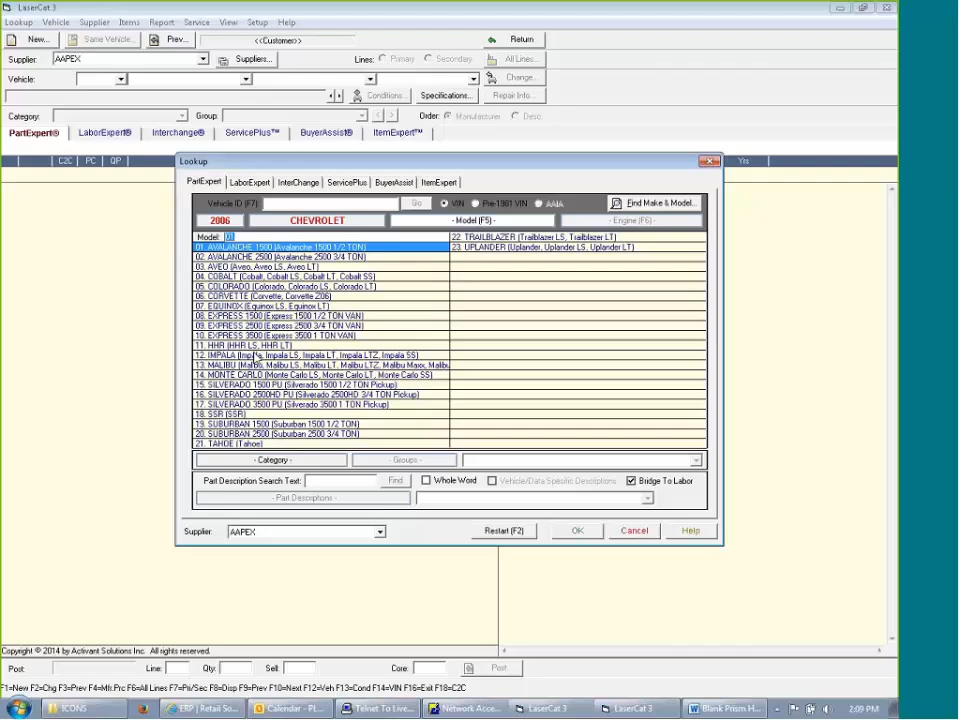 LaserCat 3
Lookup Vehicle Supplier Items Report Service View Setup Help
New... Same Vehicle... Prev... <<Customer>> Return
Supplier: AAPEX Suppliers... Lines: Primary Secondary All Lines...
Vehicle: Change...
Conditions... Specifications... Repair Info...
Category: Group: < > Order: Manufacturer Desc.
PartExpert® LaborExpert® Interchange® ServicePlus™ BuyerAssist® ItemExpert™
C2C PC QP Yrs
Lookup
PartExpert LaborExpert InterChange ServicePlus BuyerAssist ItemExpert
Vehicle ID (F7) Go VIN Pre-1981 VIN AAIA Find Make & Model...
2006 CHEVROLET - Model (F5) - - Engine (F6) -
Model: 01
01. AVALANCHE 1500 (Avalanche 1500 1/2 TON)
02. AVALANCHE 2500 (Avalanche 2500 3/4 TON)
03. AVEO (Aveo, Aveo LS, Aveo LT)
04. COBALT (Cobalt, Cobalt LS, Cobalt LT, Cobalt SS)
05. COLORADO (Colorado, Colorado LS, Colorado LT)
06. CORVETTE (Corvette, Corvette Z06)
07. EQUINOX (Equinox LS, Equinox LT)
08. EXPRESS 1500 (Express 1500 1/2 TON VAN)
09. EXPRESS 2500 (Express 2500 3/4 TON VAN)
10. EXPRESS 3500 (Express 3500 1 TON VAN)
11. HHR (HHR LS, HHR LT)
12. IMPALA (Impala, Impala LS, Impala LT, Impala LTZ, Impala SS)
13. MALIBU (Malibu, Malibu LS, Malibu LT, Malibu LTZ, Malibu Maxx, Malibu
14. MONTE CARLO (Monte Carlo LS, Monte Carlo LT, Monte Carlo SS)
15. SILVERADO 1500 PU (Silverado 1500 1/2 TON Pickup)
16. SILVERADO 2500HD PU (Silverado 2500HD 3/4 TON Pickup)
17. SILVERADO 3500 PU (Silverado 3500 1 TON Pickup)
18. SSR (SSR)
19. SUBURBAN 1500 (Suburban 1500 1/2 TON)
20. SUBURBAN 2500 (Suburban 2500 3/4 TON)
21. TAHOE (Tahoe)
22. TRAILBLAZER (Trailblazer LS, Trailblazer LT)
23. UPLANDER (Uplander, Uplander LS, Uplander LT)
- Category - - Groups -
Part Description Search Text: Find Whole Word Vehicle/Data Specific Descriptions Bridge To Labor
- Part Descriptions -
Supplier: AAPEX Restart (F2) OK Cancel Help
Copyright © 2014 by Activant Solutions Inc. All rights reserved.
Post: Line: Qty: Sell: Core: Post
F1=New F2=Chg F3=Prev F4=Mfr.Prc F6=All Lines F7=Pri/Sec F8=Disp F9=Prev F10=Next F12=Veh F13=Cond F14=VIN F16=Exit F18=C2C
ICONS ERP | Retail So... Calendar - PL... Telnet To Live... Network Acce... LaserCat 3 LaserCat 3 Blank Prism H... 2:09 PM